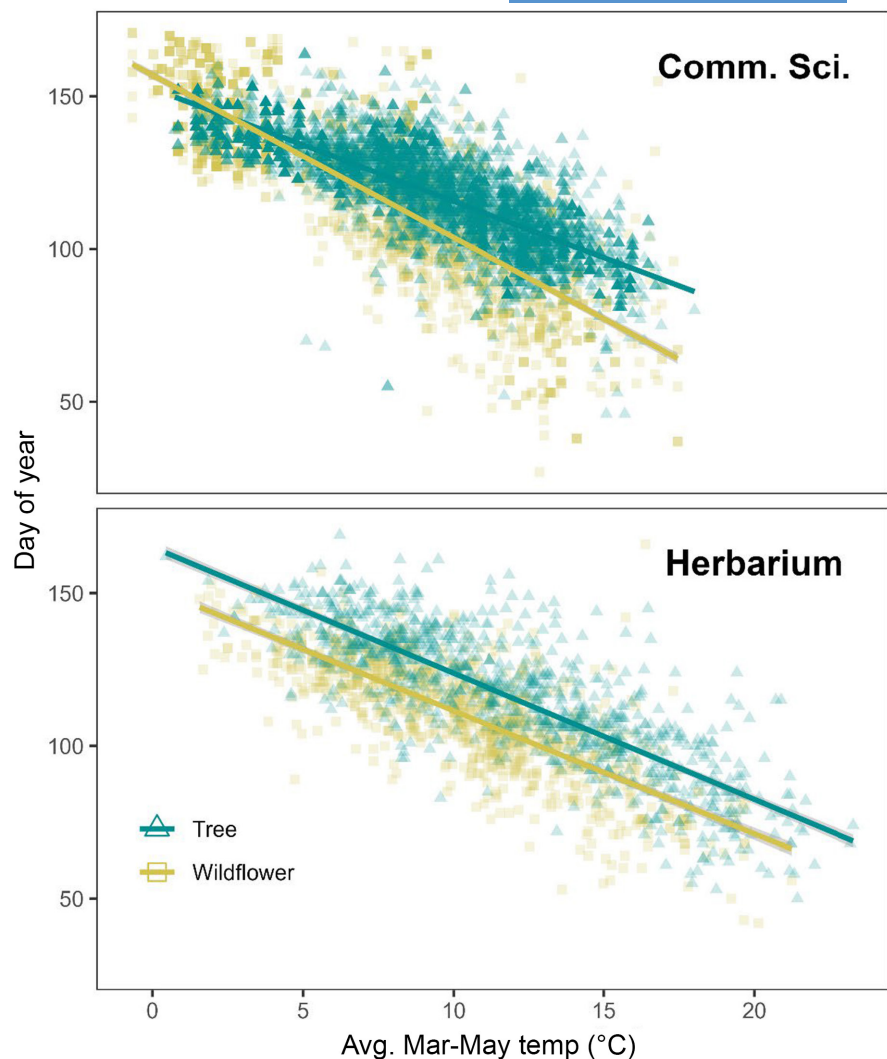 Comm. Sci.
150
100
50
Day of year
Herbarium
150
100
50
Tree
Wildflower
0 5 10 15 20
Avg. Mar-May temp (°C)